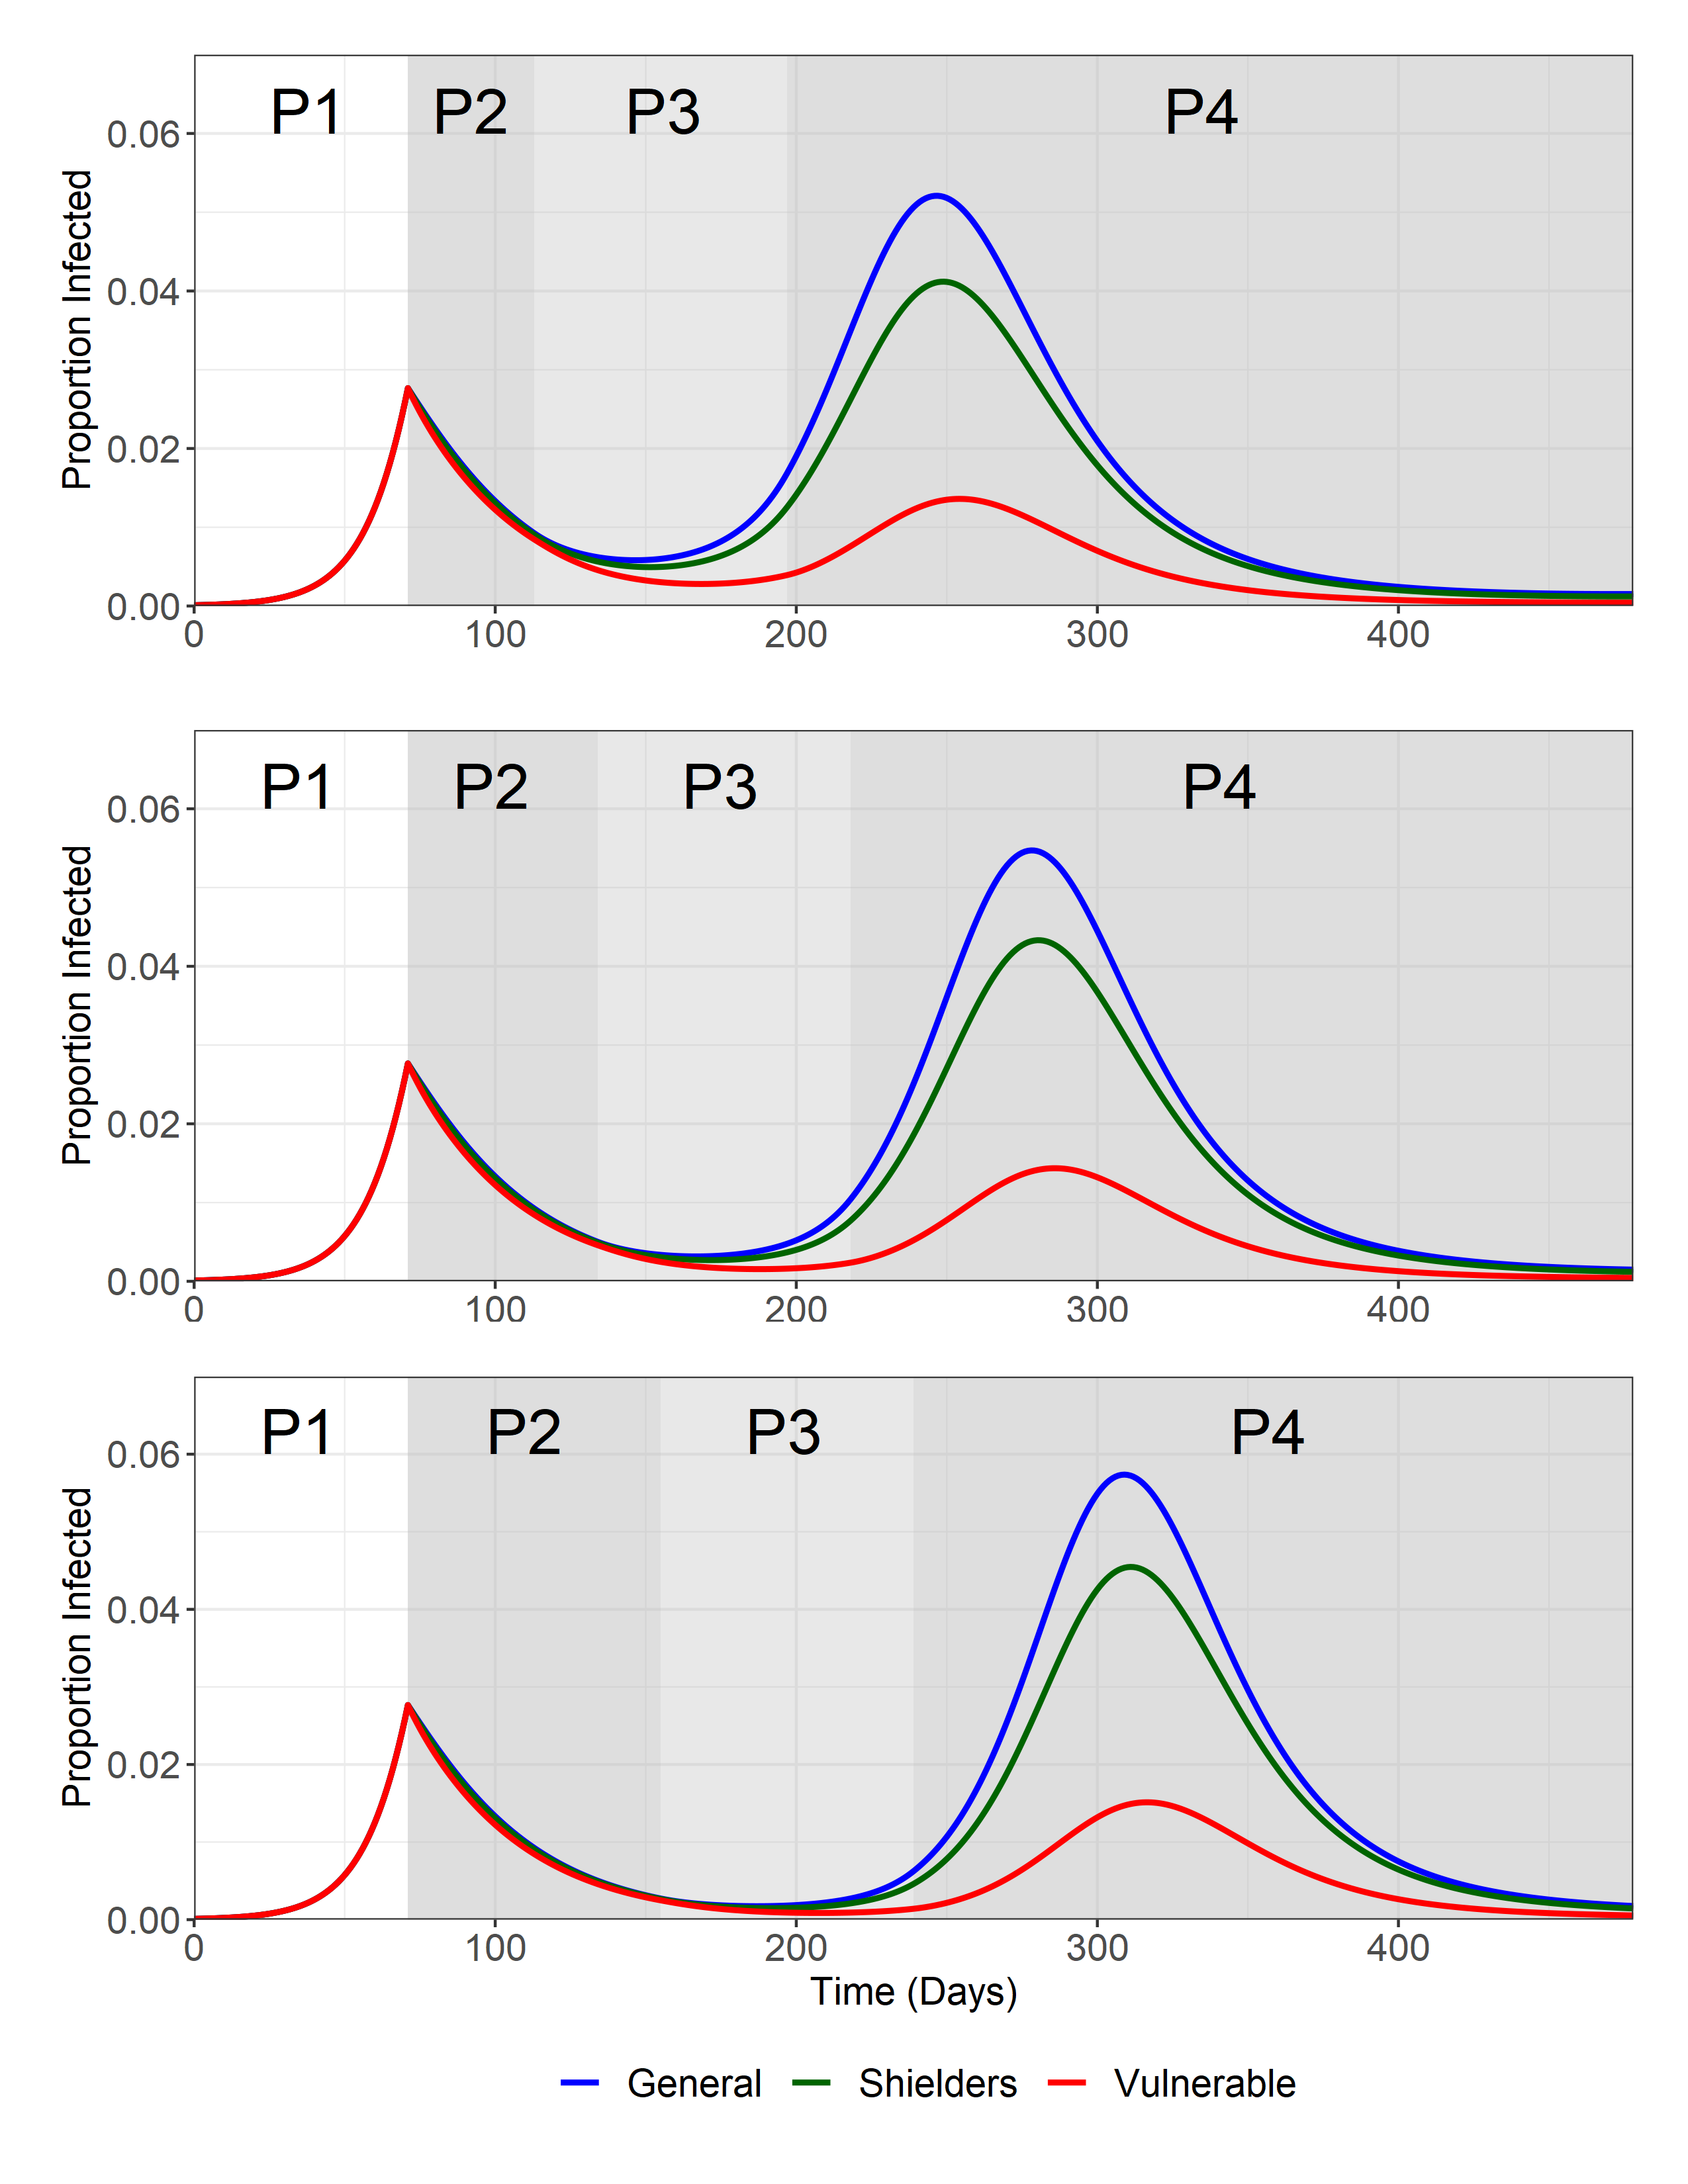 P1 P2 P3 P4
0.06
0.04
0.02
0.00
Proportion Infected
0 100 200 300 400
P1 P2 P3 P4
0.06
0.04
0.02
0.00
Proportion Infected
0 100 200 300 400
P1 P2 P3 P4
0.06
0.04
0.02
0.00
Proportion Infected
0 100 200 300 400
Time (Days)
General Shielders Vulnerable